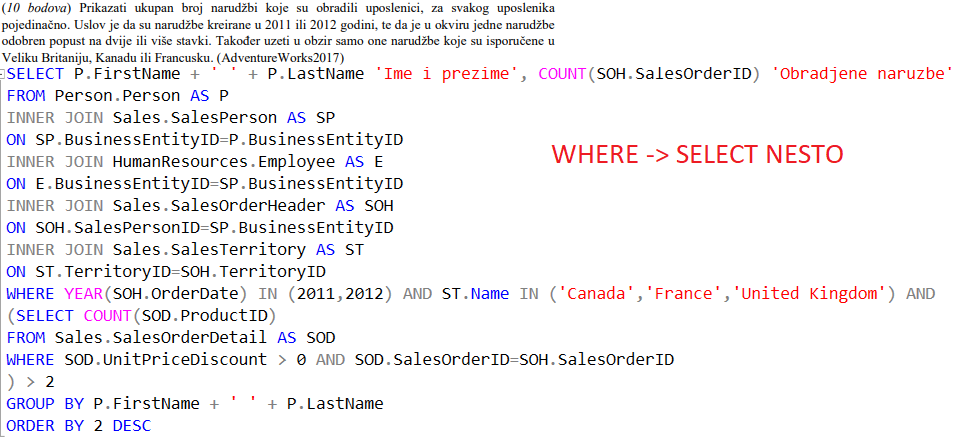 (10 bodova) Prikazati ukupan broj narudžbi koje su obradili uposlenici, za svakog uposlenika
pojedinačno. Uslov je da su narudžbe kreirane u 2011 ili 2012 godini, te da je u okviru jedne narudžbe
odobren popust na dvije ili više stavki. Također uzeti u obzir samo one narudžbe koje su isporučene u
Veliku Britaniju, Kanadu ili Francusku. (AdventureWorks2017)
SELECT P.FirstName + ' ' + P.LastName 'Ime i prezime', COUNT(SOH.SalesOrderID) 'Obradjene naruzbe'
FROM Person.Person AS P
INNER JOIN Sales.SalesPerson AS SP
ON SP.BusinessEntityID=P.BusinessEntityID
INNER JOIN HumanResources.Employee AS E
ON E.BusinessEntityID=SP.BusinessEntityID
INNER JOIN Sales.SalesOrderHeader AS SOH
ON SOH.SalesPersonID=SP.BusinessEntityID
INNER JOIN Sales.SalesTerritory AS ST
ON ST.TerritoryID=SOH.TerritoryID
WHERE YEAR(SOH.OrderDate) IN (2011,2012) AND ST.Name IN ('Canada','France','United Kingdom') AND
(SELECT COUNT(SOD.ProductID)
FROM Sales.SalesOrderDetail AS SOD
WHERE SOD.UnitPriceDiscount > 0 AND SOD.SalesOrderID=SOH.SalesOrderID
) > 2
GROUP BY P.FirstName + ' ' + P.LastName
ORDER BY 2 DESC
WHERE -> SELECT NESTO